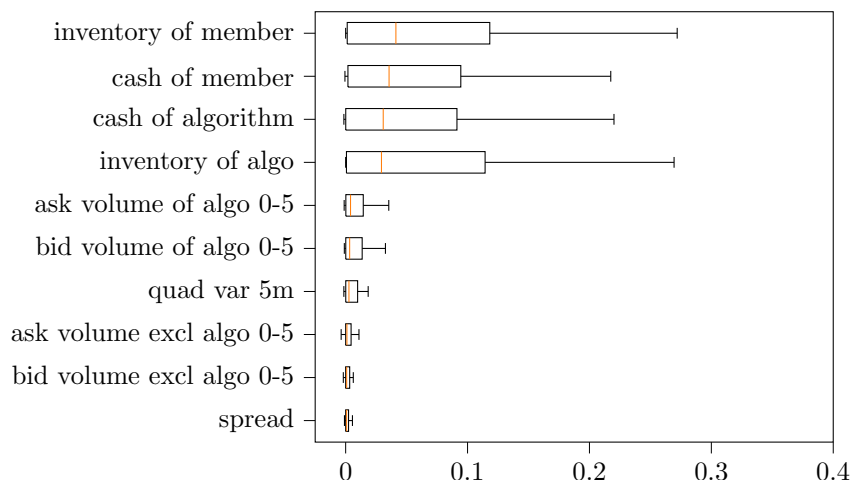 inventory of member
cash of member
cash of algorithm
inventory of algo
ask volume of algo 0-5
bid volume of algo 0-5
quad var 5m
ask volume excl algo 0-5
bid volume excl algo 0-5
spread
0 0.1 0.2 0.3 0.4